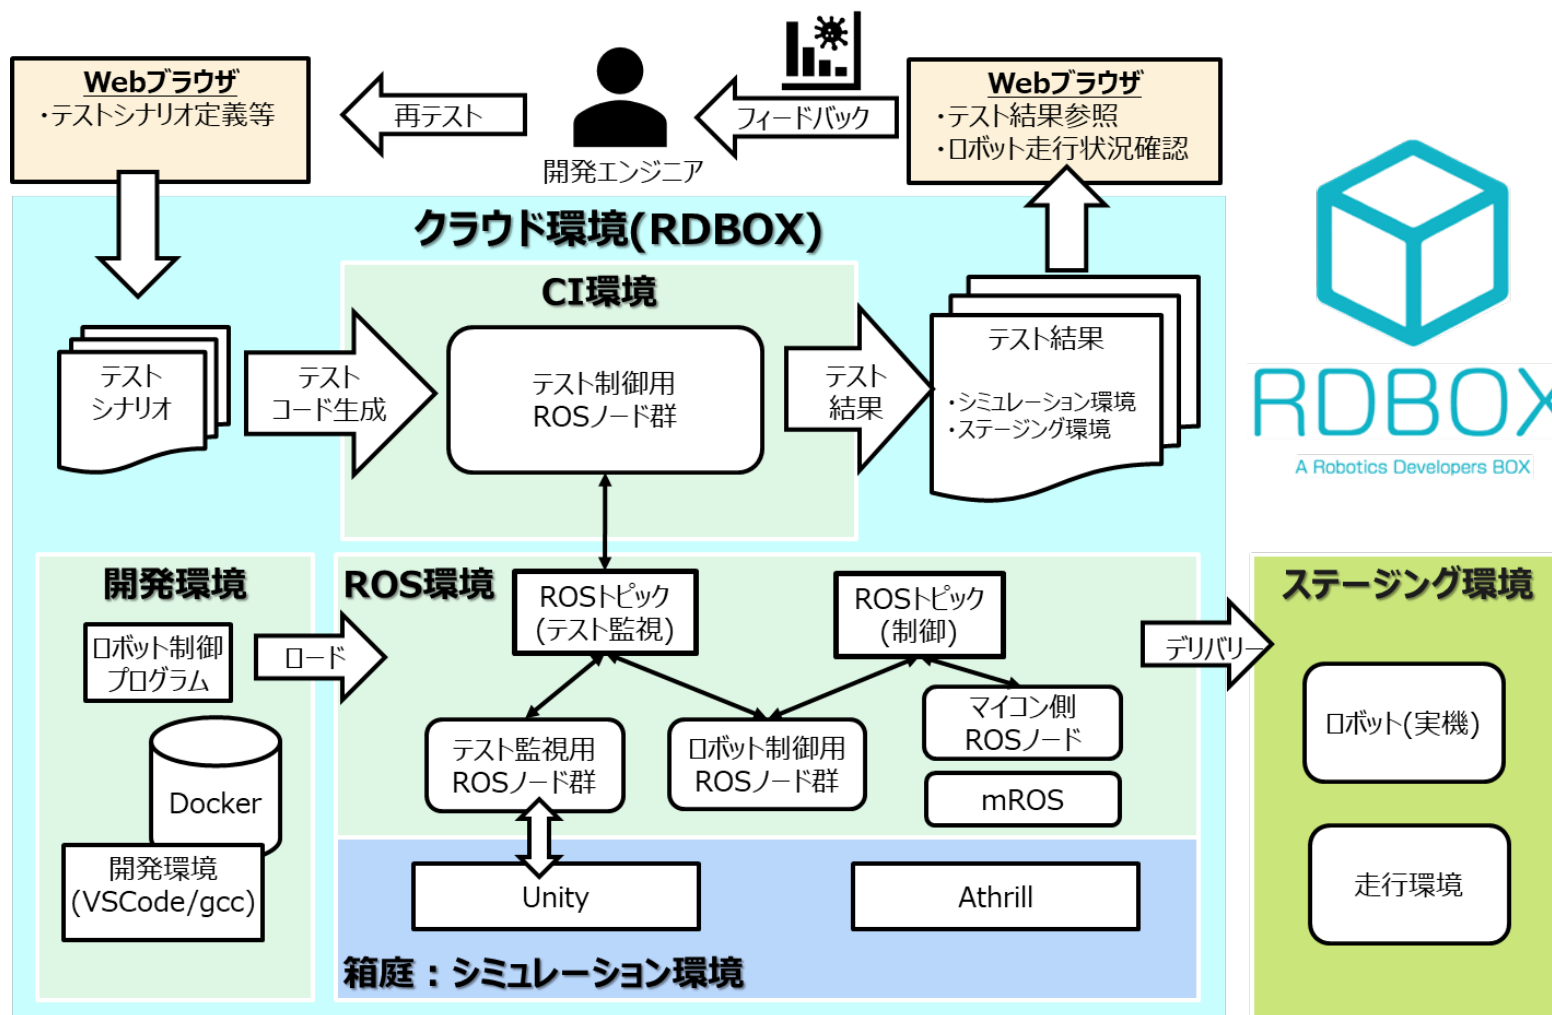 Webブラウザ
・テストシナリオ定義等
再テスト
開発エンジニア
フィードバック
Webブラウザ
・テスト結果参照
・ロボット走行状況確認
クラウド環境(RDBOX)
CI環境
テスト
シナリオ
テスト
コード生成
テスト制御用
ROSノード群
テスト
結果
テスト結果
・シミュレーション環境
・ステージング環境
RDBOX
A Robotics Developers BOX
開発環境
ロボット制御
プログラム
Docker
開発環境
(VSCode/gcc)
ロード
ROS環境
ROSトピック
(テスト監視)
ROSトピック
(制御)
テスト監視用
ROSノード群
ロボット制御用
ROSノード群
マイコン側
ROSノード
mROS
Unity
Athrill
箱庭：シミュレーション環境
デリバリー
ステージング環境
ロボット(実機)
走行環境